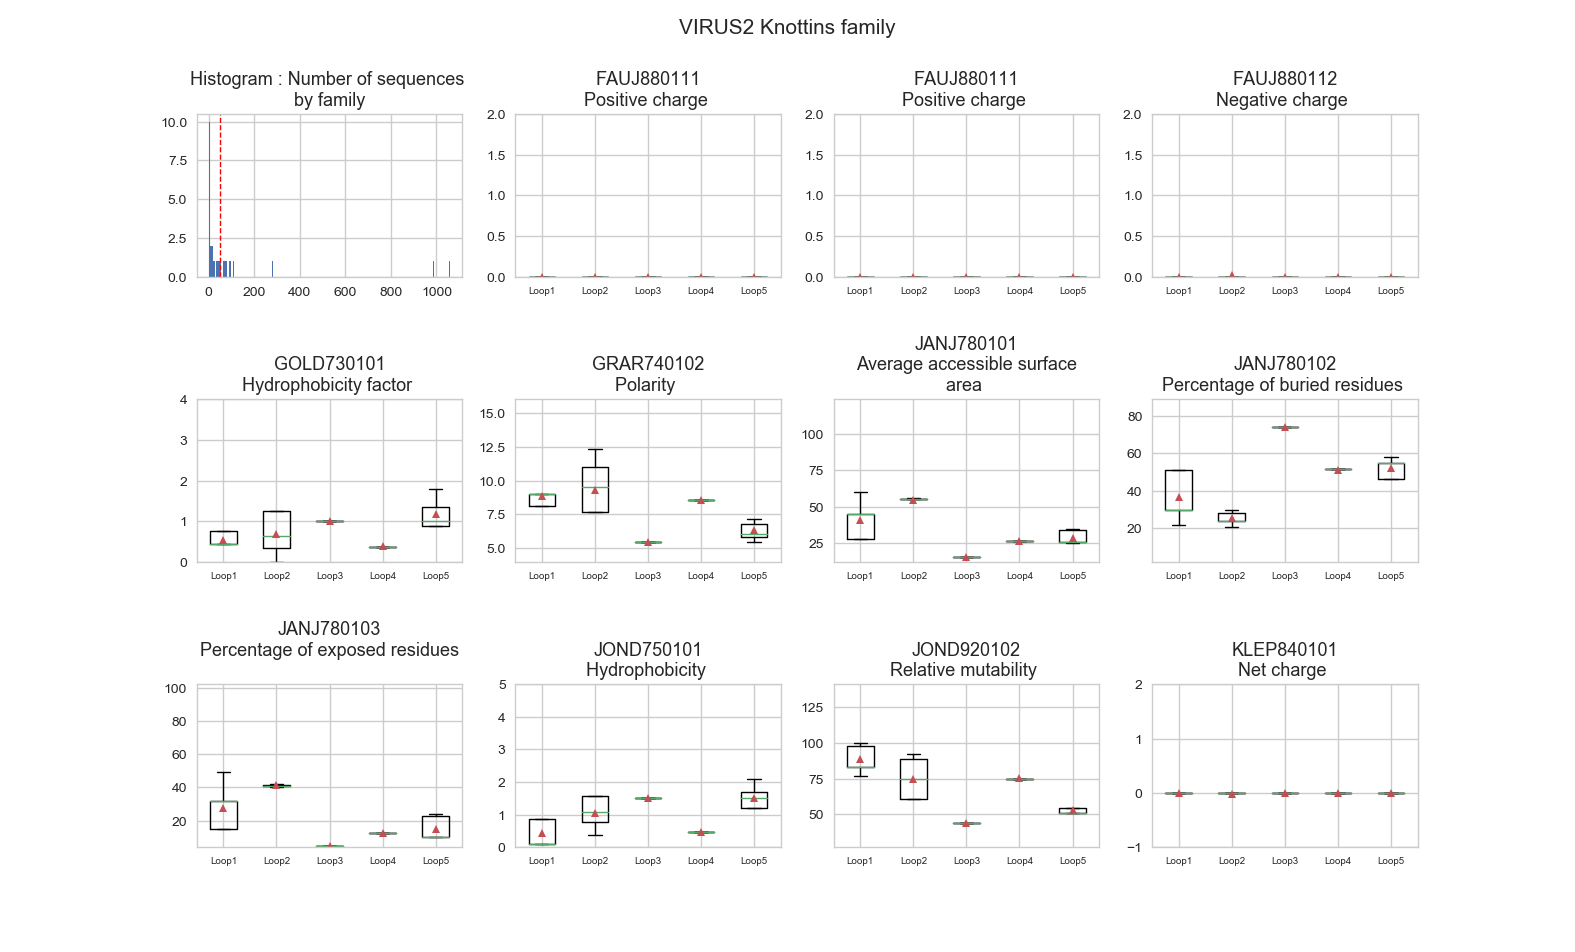 VIRUS2 Knottins family
Histogram : Number of sequences
by family
10.0
7.5
5.0
2.5
0.0
0 200 400 600 800 1000
FAUJ880111
Positive charge
2.0
1.5
1.0
0.5
0.0
Loop1 Loop2 Loop3 Loop4 Loop5
FAUJ880111
Positive charge
2.0
1.5
1.0
0.5
0.0
Loop1 Loop2 Loop3 Loop4 Loop5
FAUJ880112
Negative charge
2.0
1.5
1.0
0.5
0.0
Loop1 Loop2 Loop3 Loop4 Loop5
GOLD730101
Hydrophobicity factor
4
3
2
1
0
Loop1 Loop2 Loop3 Loop4 Loop5
GRAR740102
Polarity
15.0
12.5
10.0
7.5
5.0
Loop1 Loop2 Loop3 Loop4 Loop5
JANJ780101
Average accessible surface
area
100
75
50
25
Loop1 Loop2 Loop3 Loop4 Loop5
JANJ780102
Percentage of buried residues
80
60
40
20
Loop1 Loop2 Loop3 Loop4 Loop5
JANJ780103
Percentage of exposed residues
100
80
60
40
20
Loop1 Loop2 Loop3 Loop4 Loop5
JOND750101
Hydrophobicity
5
4
3
2
1
0
Loop1 Loop2 Loop3 Loop4 Loop5
JOND920102
Relative mutability
125
100
75
50
Loop1 Loop2 Loop3 Loop4 Loop5
KLEP840101
Net charge
2
1
0
−1
Loop1 Loop2 Loop3 Loop4 Loop5